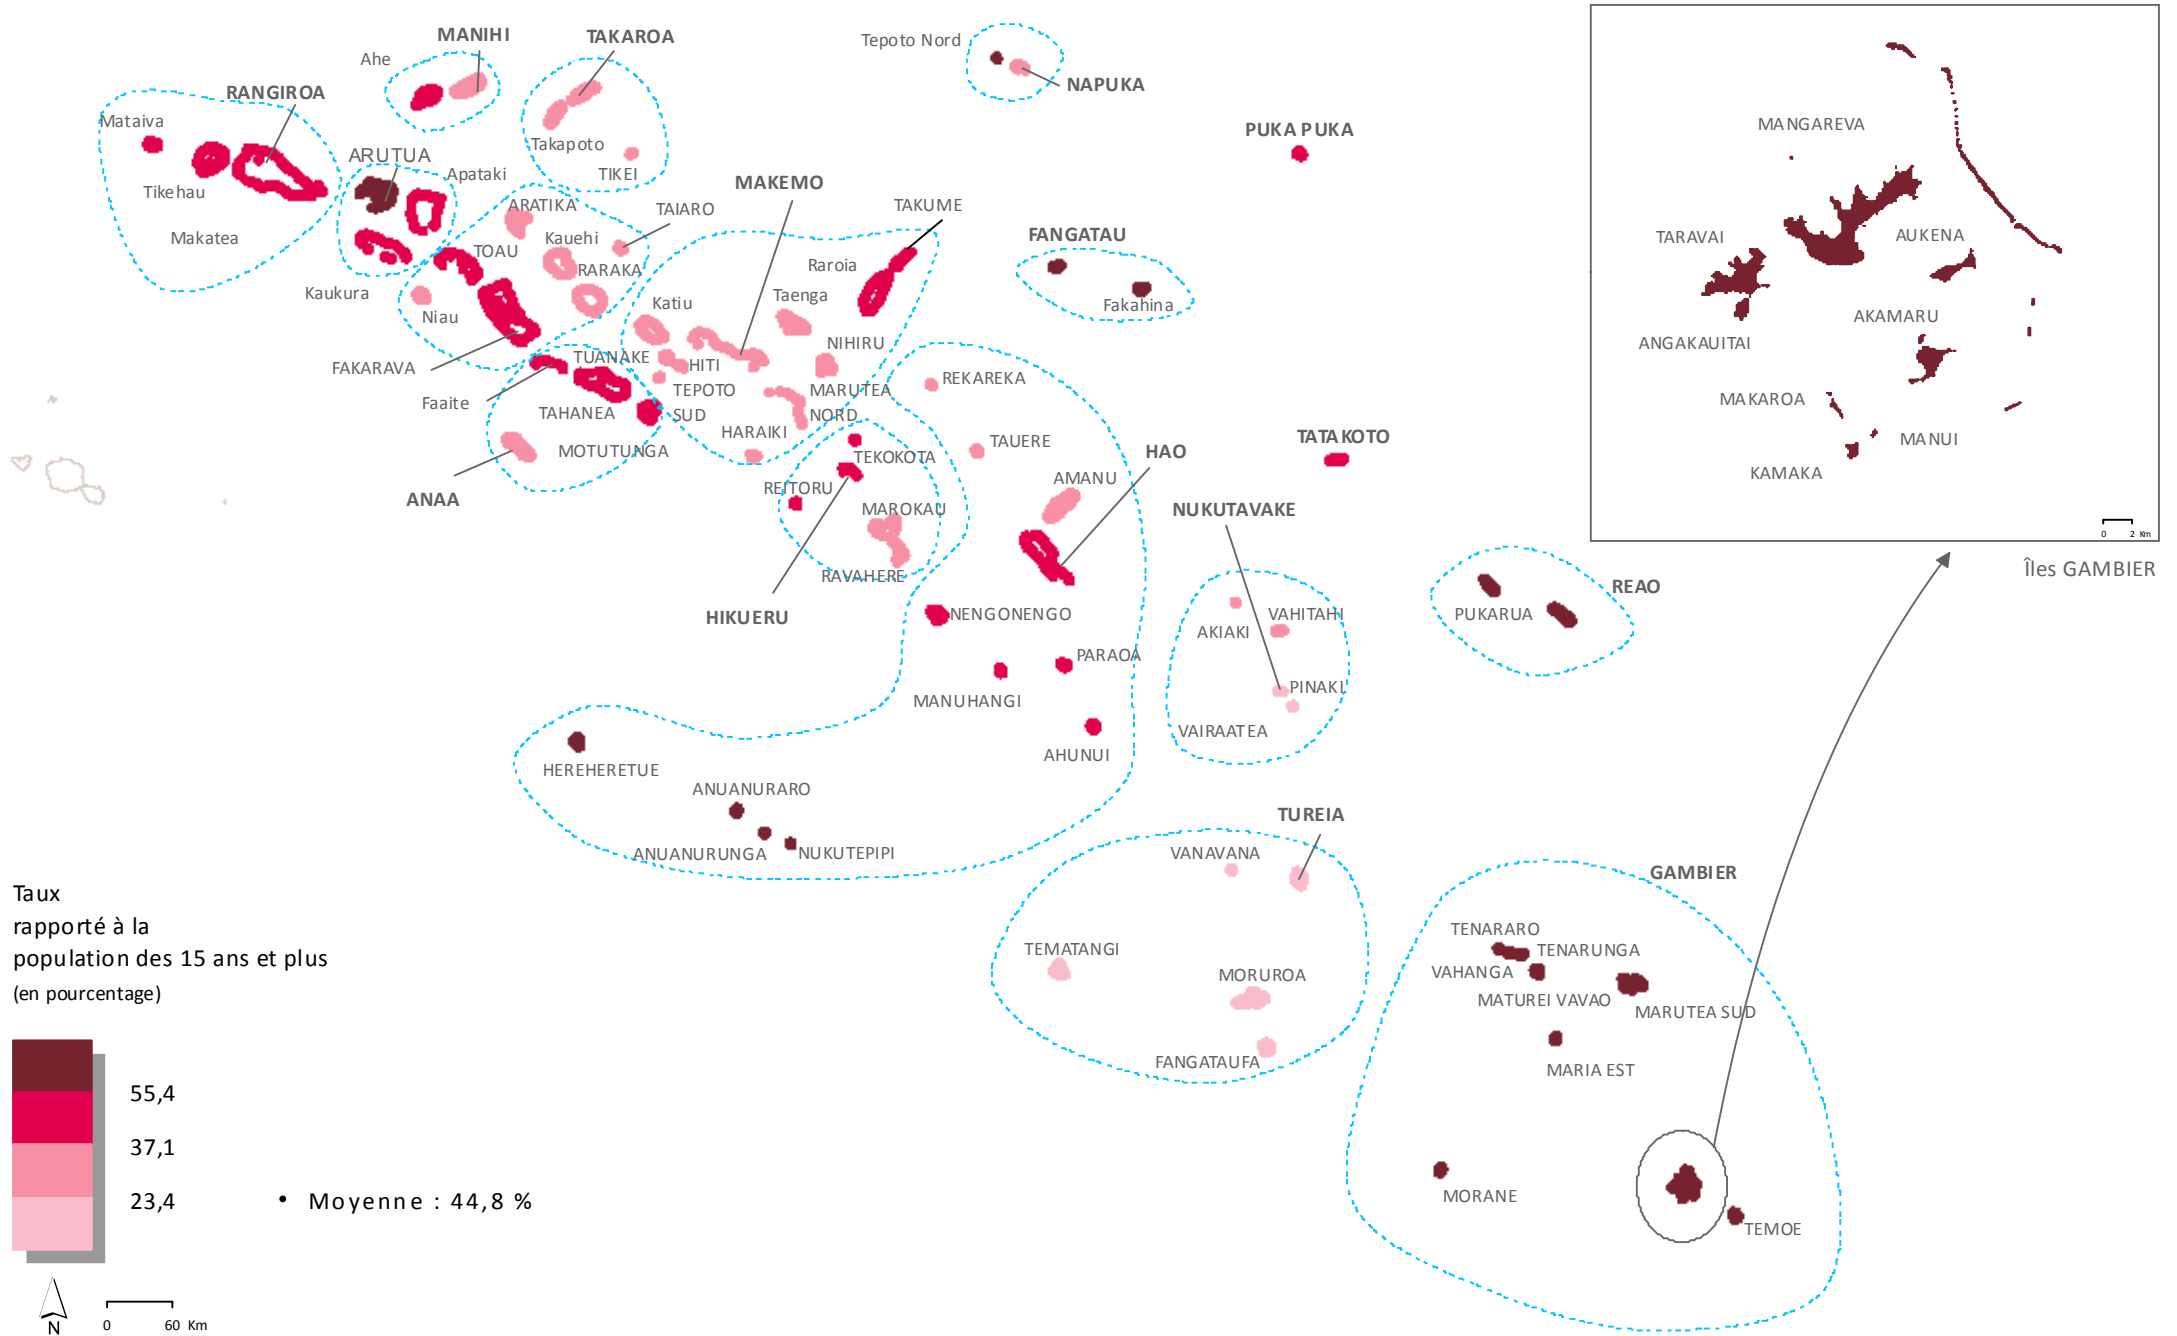 MANIHI
TAKAROA
Tepoto Nord
Ahe
NAPUKA
RANGIROA
Mataiva
PUKA PUKA
MANGAREVA
Takapoto
ARUTUA
Apataki
TIKEI
MAKEMO
Tikehau
ARATIKA
TAIARO
TAKUME
FANGATAU
TARAVAI
AUKENA
Makatea
Kauehi
TOAU
RARAKA
Raroia
Kaukura
Niau
Katiu
Taenga
Fakahina
AKAMARU
ANGAKAUITAI
NIHIRU
FAKARAVA
TUANAKE
HITI
REKAREKA
TEPOTO
SUD
MARUTEA
NORD
MAKAROA
Faaite
TAHANEA
HARAIKI
TAUERE
TATAKOTO
MANUI
MOTUTUNGA
TEKOKOTA
HAO
KAMAKA
ANAA
REITORU
AMANU
MAROKAU
NUKUTAVAKE
0 2 Km
Îles GAMBIER
RAVAHERE
REAO
HIKUERU
NENGONENGO
VAHITAHI
PUKARUA
AKIAKI
PARAOA
MANUHANGI
PINAKI
VAIRAATEA
AHUNUI
HEREHERETUE
ANUANURARO
TUREIA
ANUANURUNGA
NUKUTEPIPI
VANAVANA
GAMBIER
Taux
rapporté à la
population des 15 ans et plus
(en pourcentage)
TENARARO
TENARUNGA
TEMATANGI
MORUROA
VAHANGA
MATUREI VAVAO
MARUTEA SUD
FANGATAUFA
MARIA EST
55,4
37,1
23,4
• Moyenne : 44,8 %
MORANE
TEMOE
N
0 60 Km